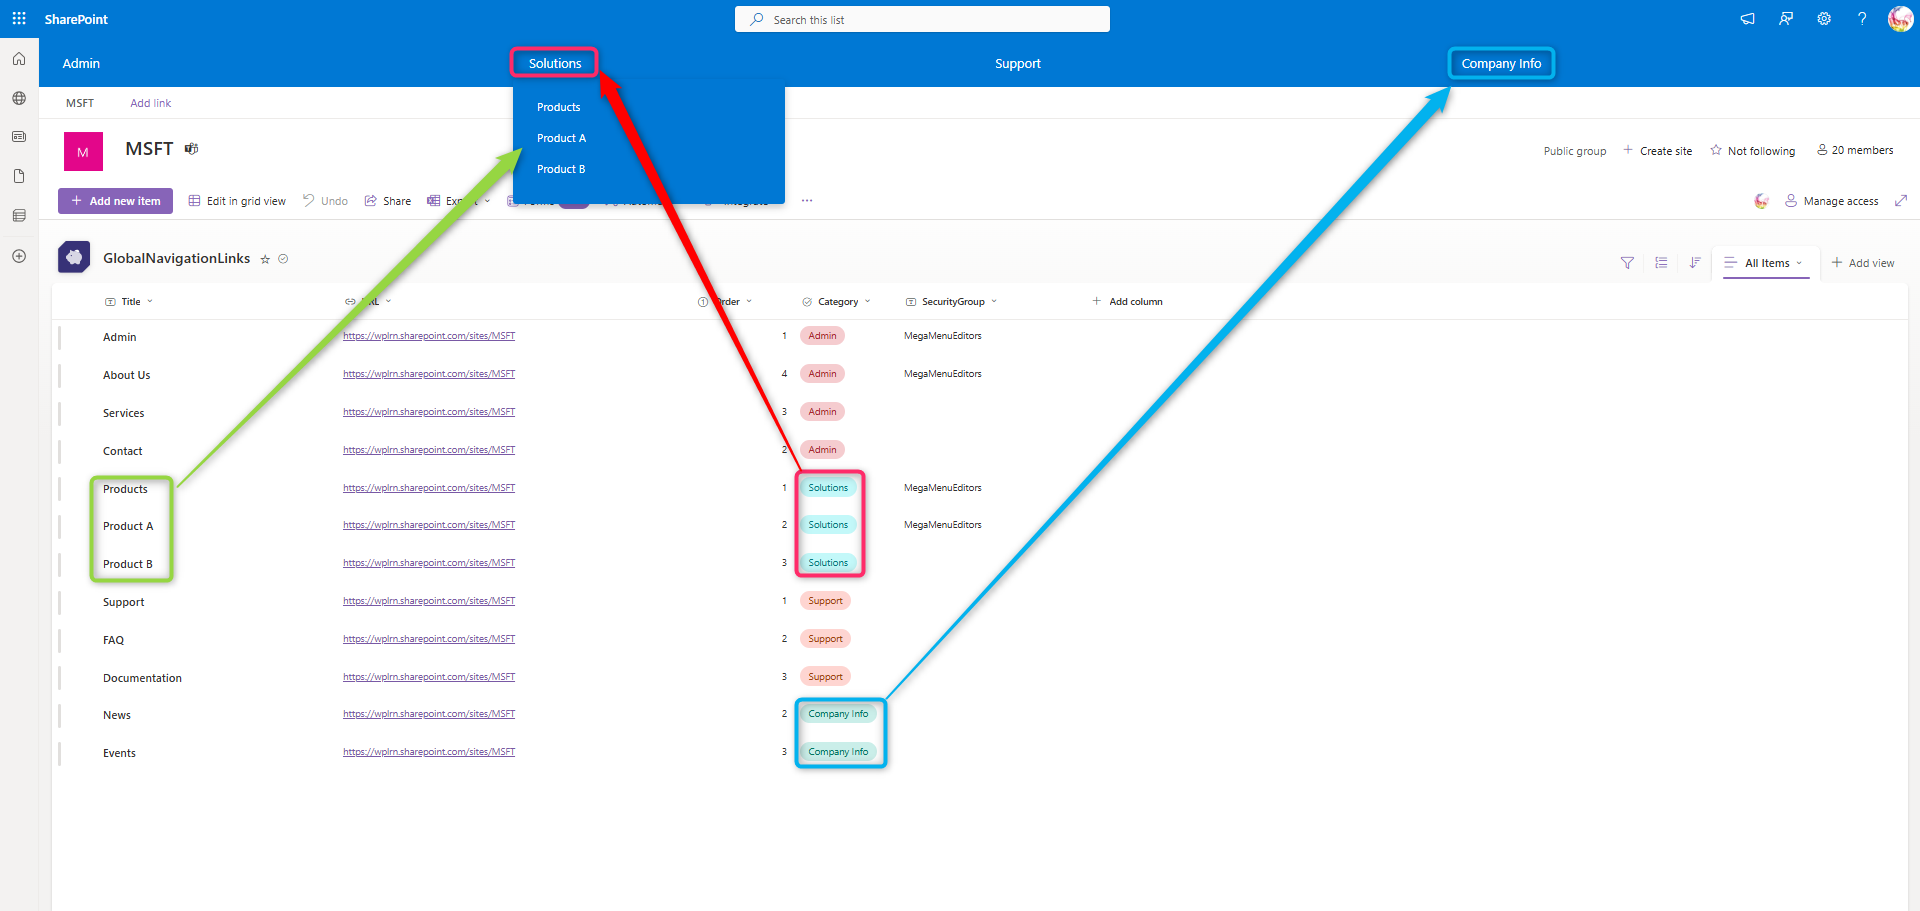 SharePoint
Search this list
Admin
Solutions
Support
Company Info
MSFT
Add link
Products
Product A
Product B
M
MSFT
Public group
Create site
Not following
20 members
Add new item
Edit in grid view
Undo
Share
Manage access
GlobalNavigationLinks
All Items
Add view
Title
Category
SecurityGroup
Add column
Admin https://wplrn.sharepoint.com/sites/MSFT 1 Admin MegaMenuEditors
About Us https://wplrn.sharepoint.com/sites/MSFT 4 Admin MegaMenuEditors
Services https://wplrn.sharepoint.com/sites/MSFT 3 Admin
Contact https://wplrn.sharepoint.com/sites/MSFT 2 Admin
Products https://wplrn.sharepoint.com/sites/MSFT 1 Solutions MegaMenuEditors
Product A https://wplrn.sharepoint.com/sites/MSFT 2 Solutions MegaMenuEditors
Product B https://wplrn.sharepoint.com/sites/MSFT 3 Solutions
Support https://wplrn.sharepoint.com/sites/MSFT 1 Support
FAQ https://wplrn.sharepoint.com/sites/MSFT 2 Support
Documentation https://wplrn.sharepoint.com/sites/MSFT 3 Support
News https://wplrn.sharepoint.com/sites/MSFT 2 Company Info
Events https://wplrn.sharepoint.com/sites/MSFT 3 Company Info